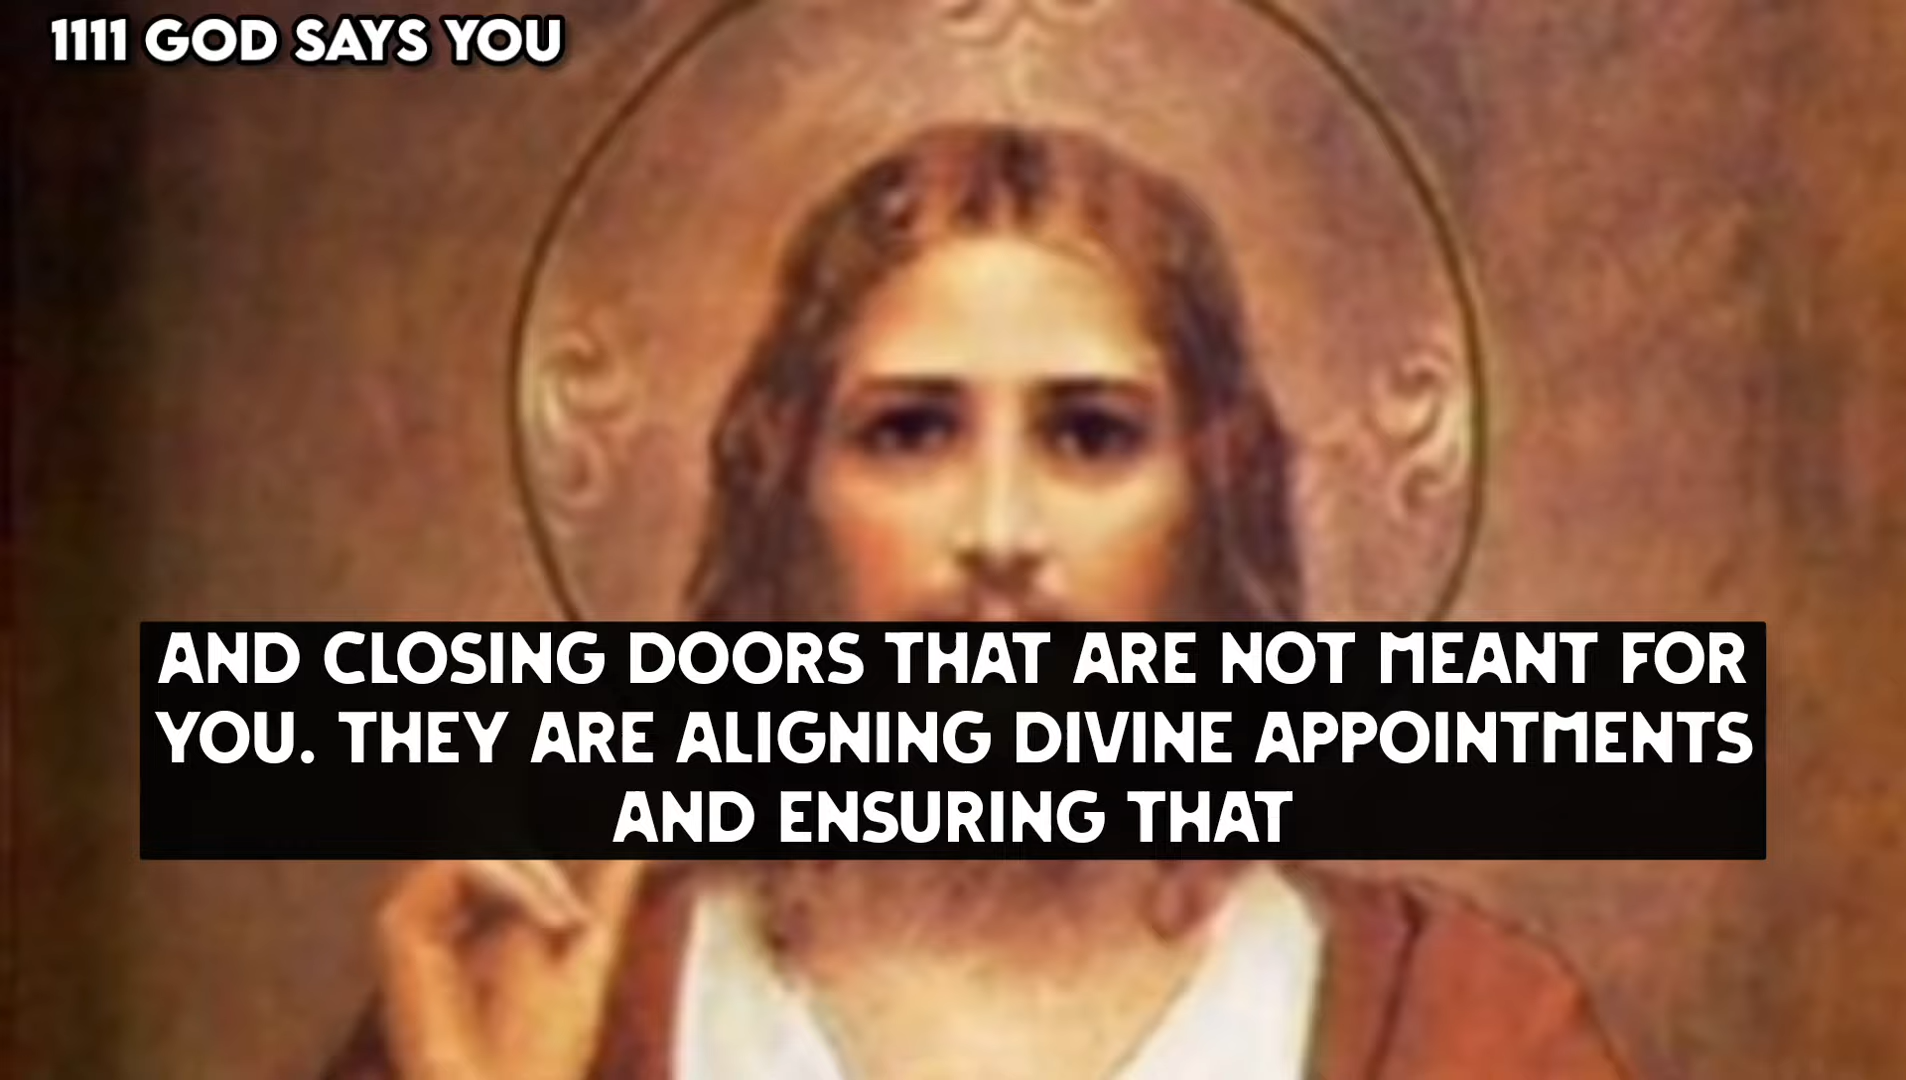 1111 GOD SAYS YOU
AND CLOSING DOORS THAT ARE NOT MEANT FOR
YOU. THEY ARE ALIGNING DIVINE APPOINTMENTS
AND ENSURING THAT